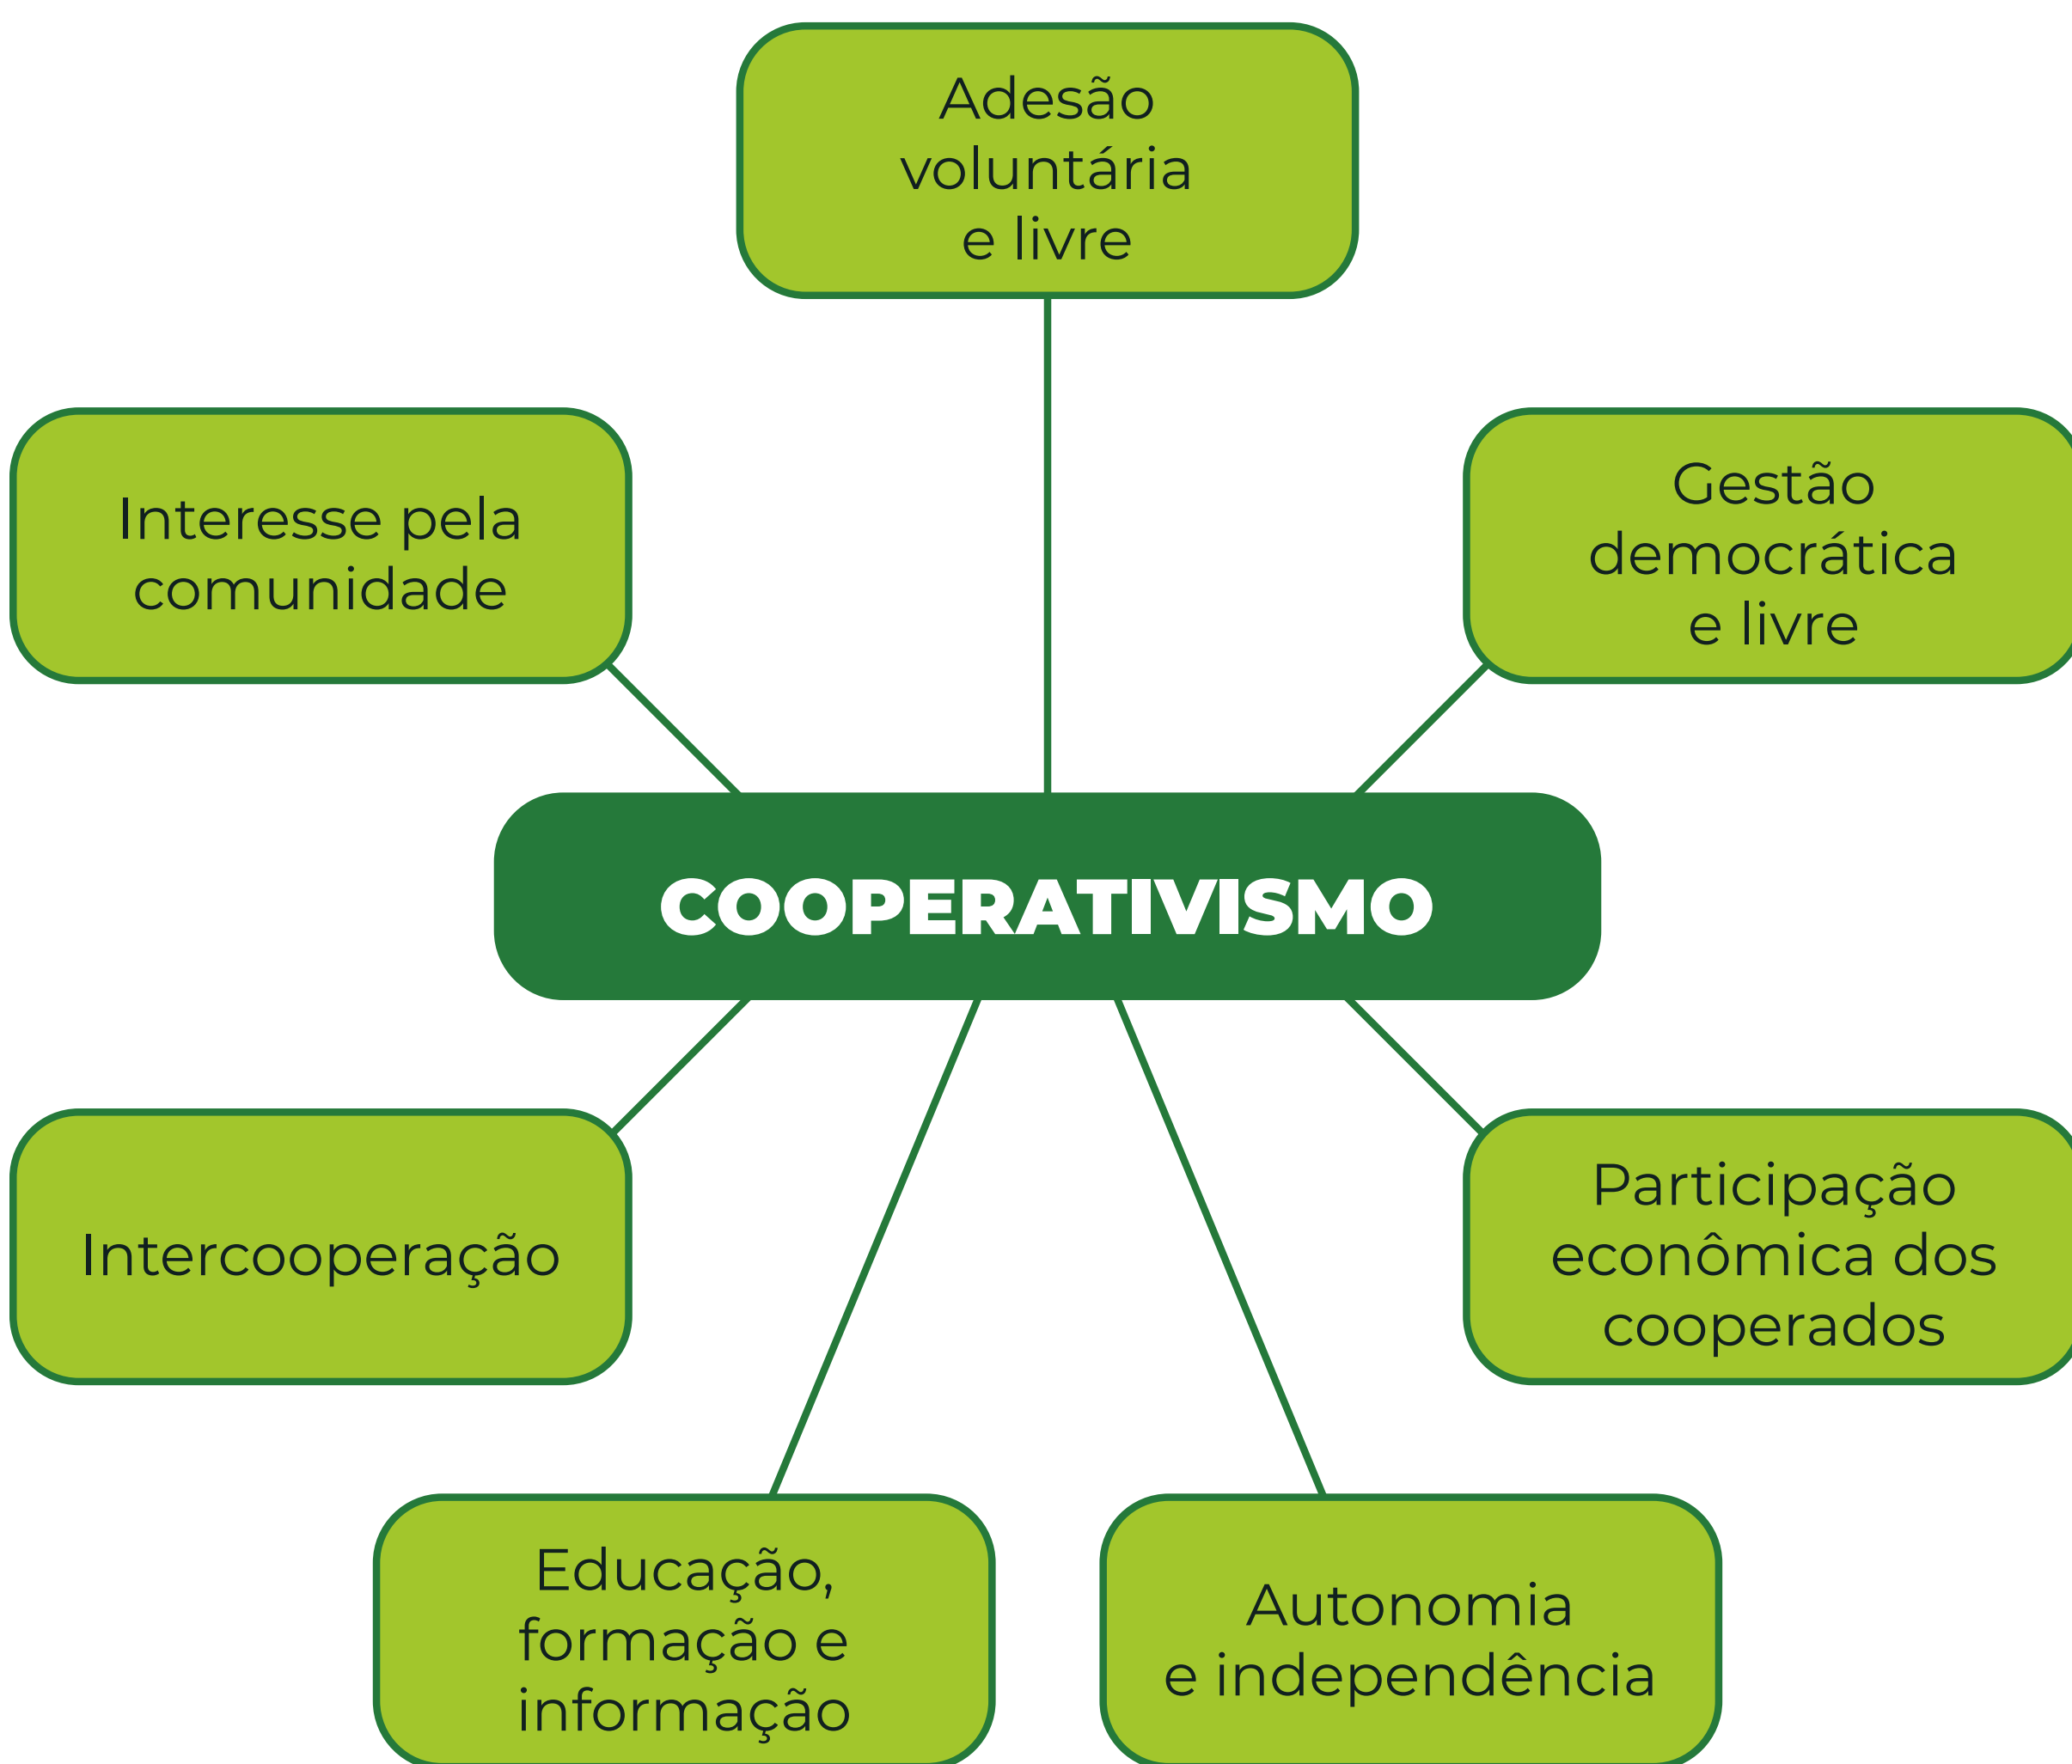 Adesão
voluntária
e livre
Interesse pela
comunidade
Gestão
democrática
e livre
COOPERATIVISMO
Intercooperação
Participação
econômica dos
cooperados
Educação,
formação e
informação
Autonomia
e independência